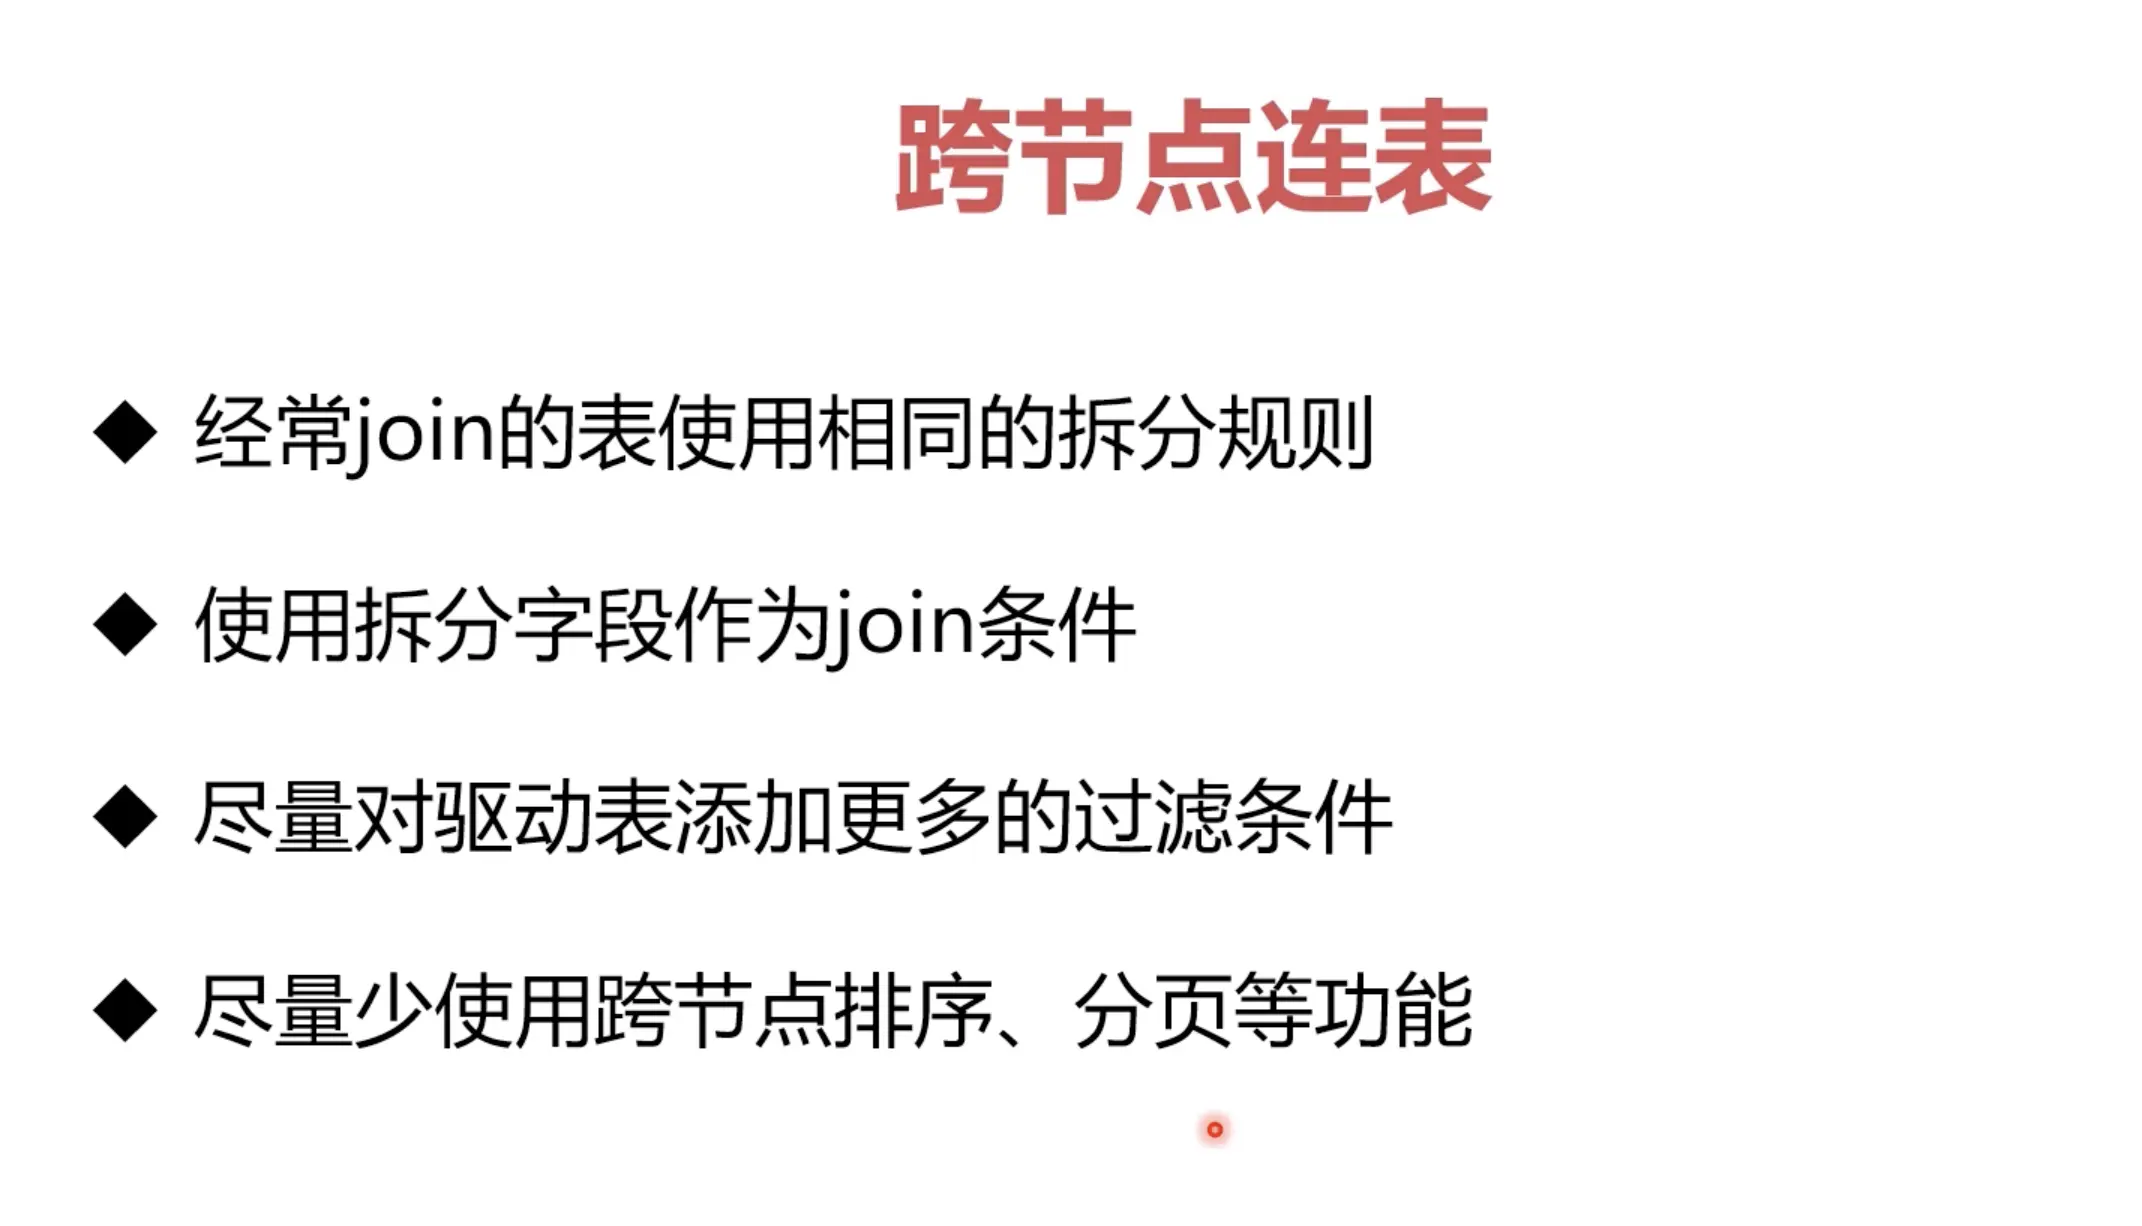 跨节点连表
◆ 经常join的表使用相同的拆分规则
◆ 使用拆分字段作为join条件
◆ 尽量对驱动表添加更多的过滤条件
◆ 尽量少使用跨节点排序、分页等功能